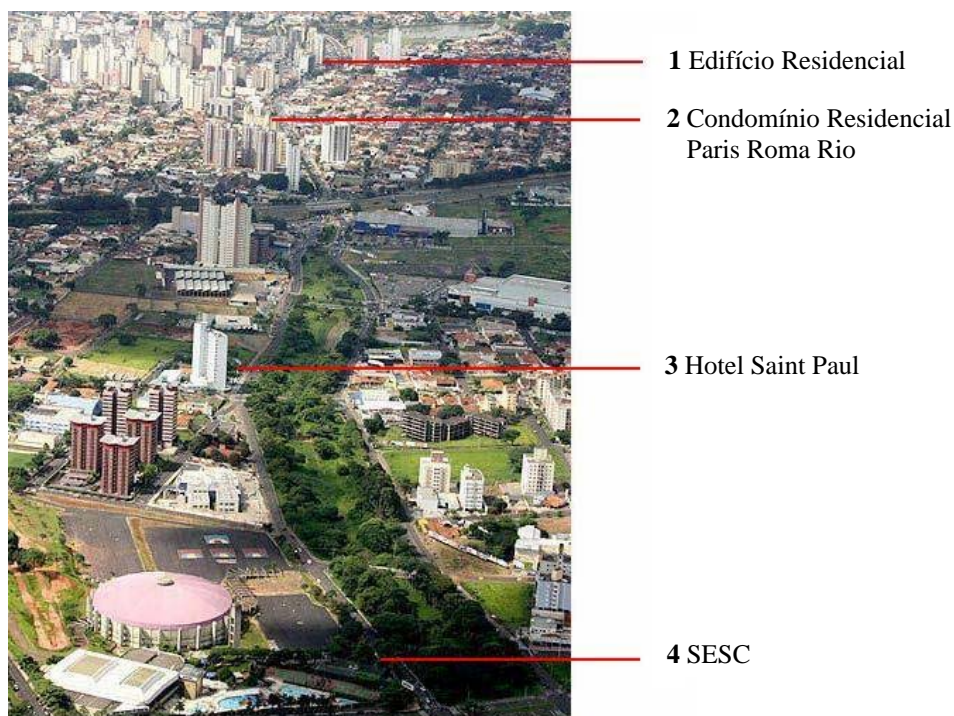 1 Edifício Residencial
2 Condomínio Residencial
Paris Roma Rio
3 Hotel Saint Paul
4 SESC